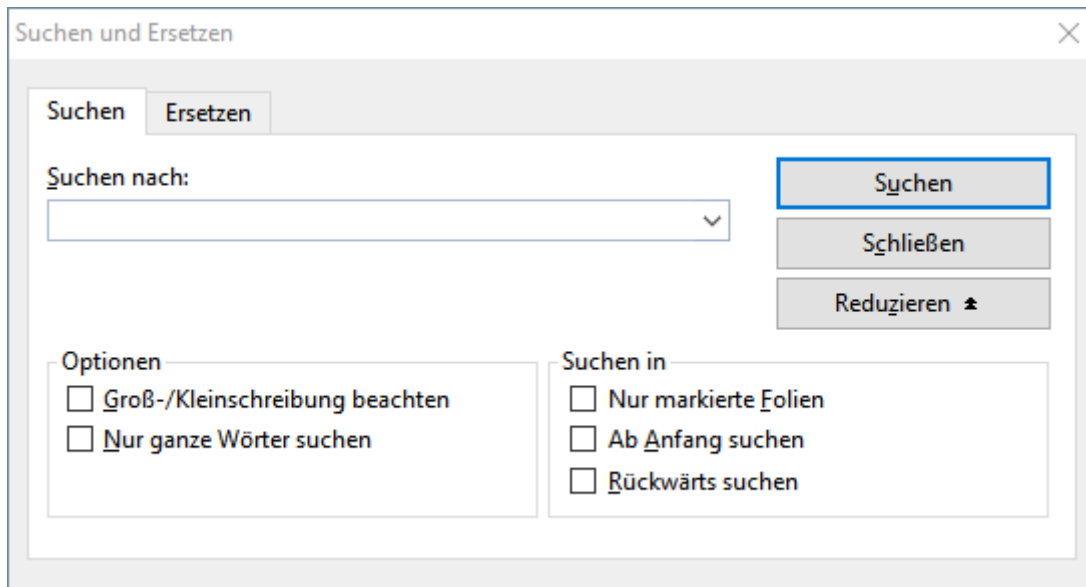 Suchen und Ersetzen
Suchen
Ersetzen
Suchen nach:
Suchen
Schließen
Reduzieren
Optionen
Groß-/Kleinschreibung beachten
Nur ganze Wörter suchen
Suchen in
Nur markierte Folien
Ab Anfang suchen
Rückwärts suchen